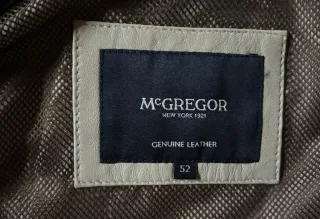 McGREGOR
NEW YORK 1921
GENUINE LEATHER
52